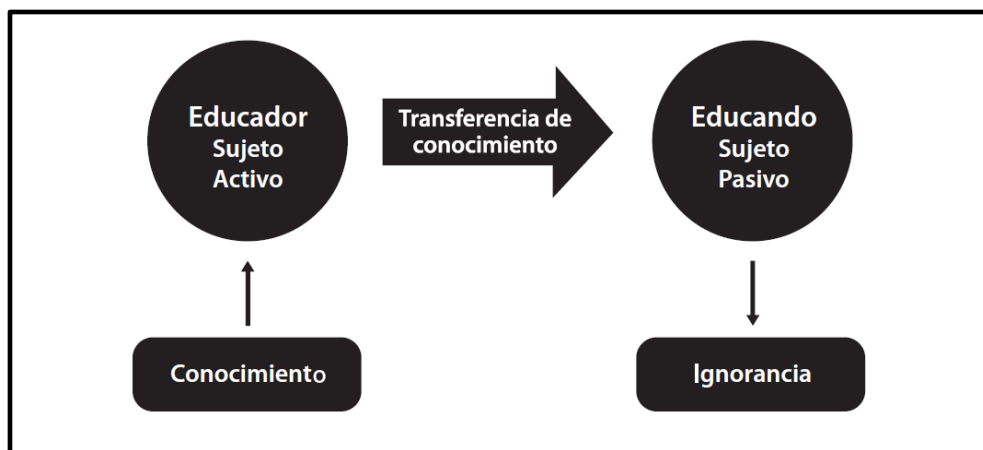 Educador
Sujeto
Activo
Transferencia de
conocimiento
Educando
Sujeto
Pasivo
Conocimiento
Ignorancia